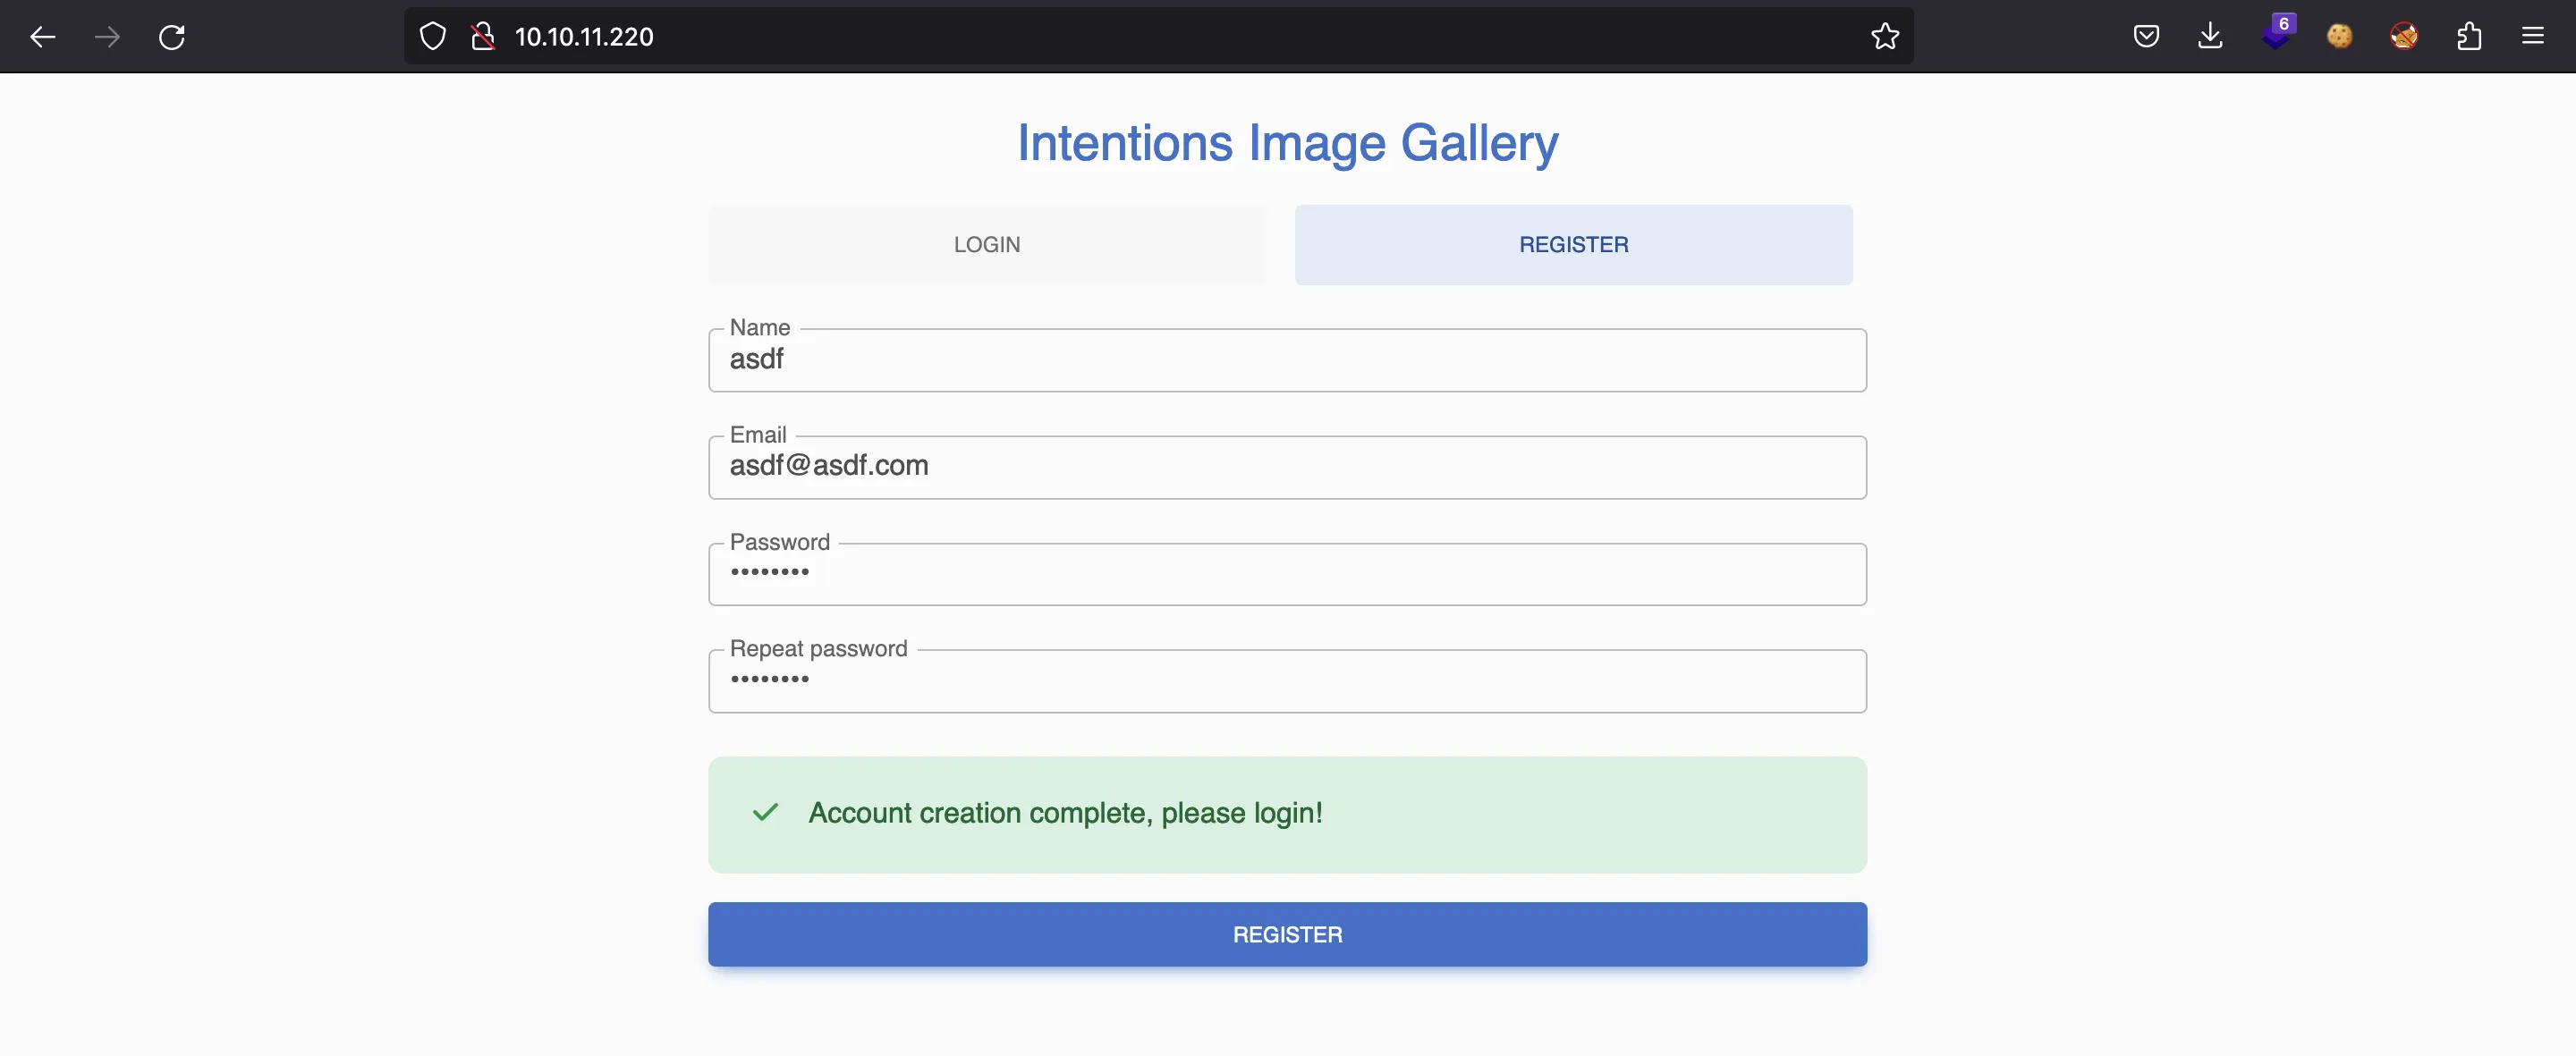 10.10.11.220
6
Intentions Image Gallery
LOGIN
REGISTER
Name
asdf
Email
asdf@asdf.com
Password
••••••••
Repeat password
••••••••
Account creation complete, please login!
REGISTER